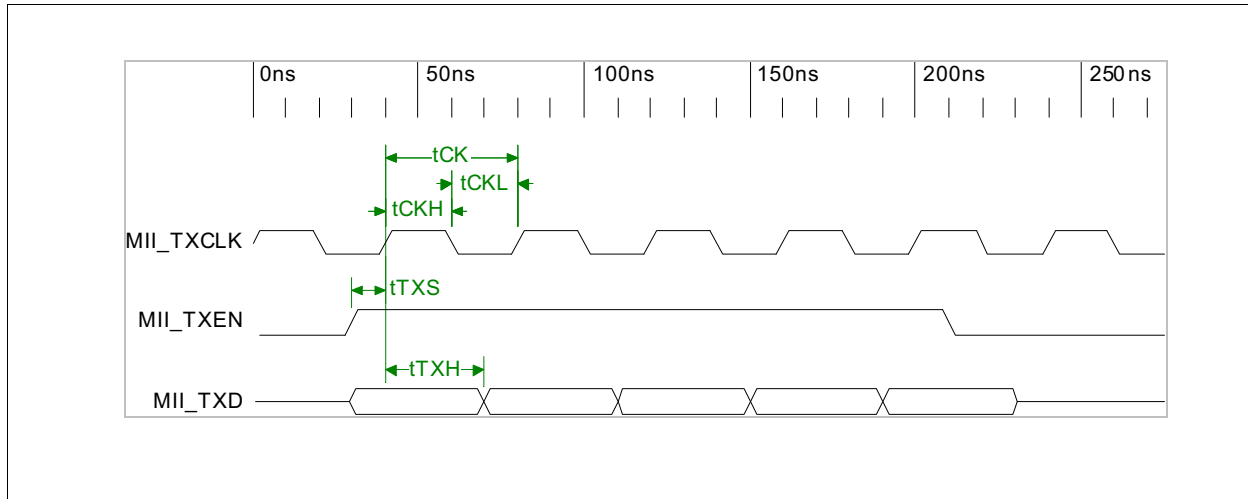 0ns 50ns 100ns 150ns 200ns 250ns
tCK
tCKL
tCKH
MII_TXCLK
tTXS
MII_TXEN
tTXH
MII_TXD